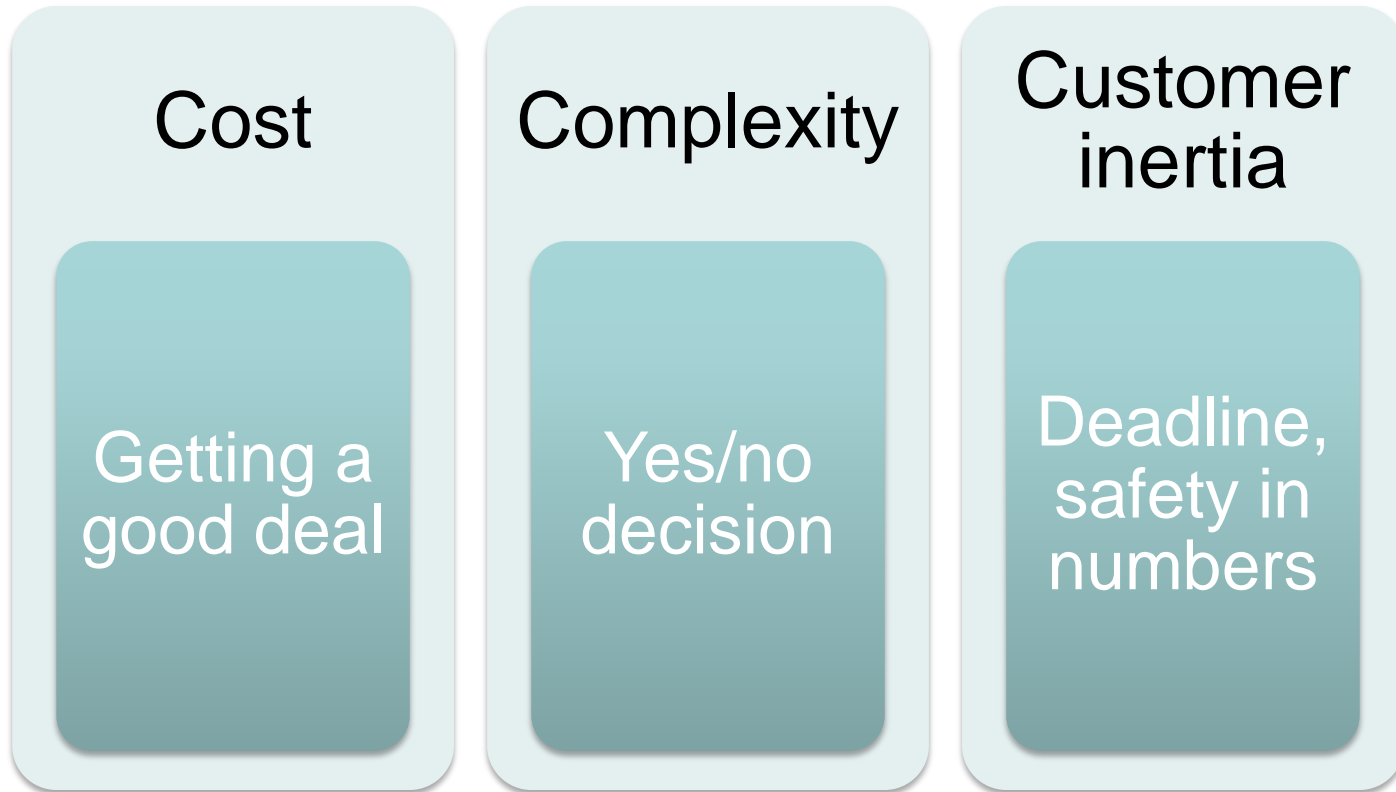 Cost
Getting a
good deal
Complexity
Yes/no
decision
Customer
inertia
Deadline,
safety in
numbers